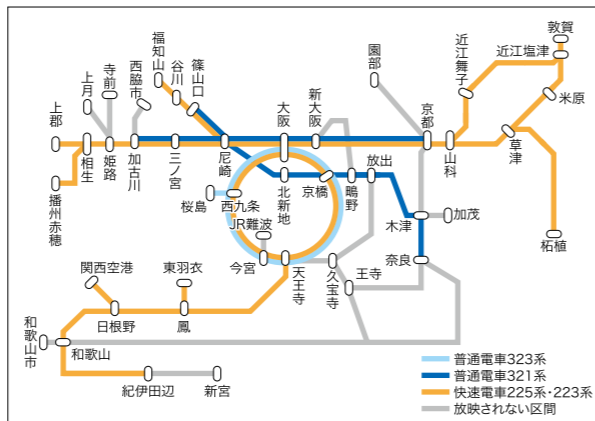 敦賀
近江塩津
近江舞子
米原
園部
福知山
谷川
篠山口
西脇市
寺前
上月
大阪
新大阪
京都
山科
草津
上郡
相生
姫路
加古川
三ノ宮
尼崎
北新地
京橋
鴫野
放出
播州赤穂
桜島
西九条
JR難波
今宮
天王寺
久宝寺
王寺
木津
加茂
奈良
柘植
関西空港
東羽衣
日根野
鳳
和歌山市
和歌山
紀伊田辺
新宮
普通電車323系
普通電車321系
快速電車225系・223系
放映されない区間